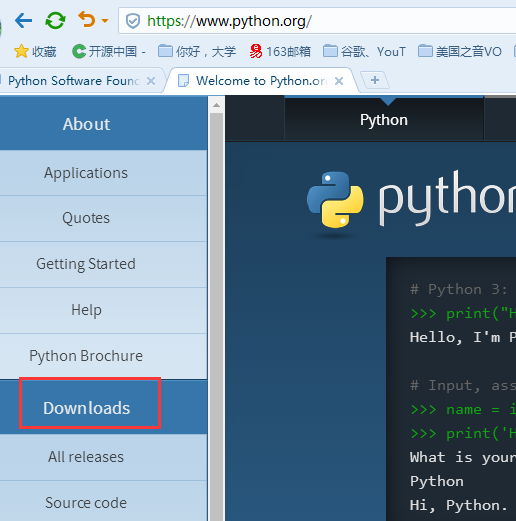 https://www.python.org/
收藏
开源中国 -
你好，大学
163邮箱
谷歌、YouT
美国之音VO
Python Software Foun
Welcome to Python.or
About
Applications
Quotes
Getting Started
Help
Python Brochure
Downloads
All releases
Source code
Python
python
# Python 3:
>>> print("H
Hello, I'm P
# Input, ass
>>> name = i
>>> print('H
What is your
Python
Hi, Python.